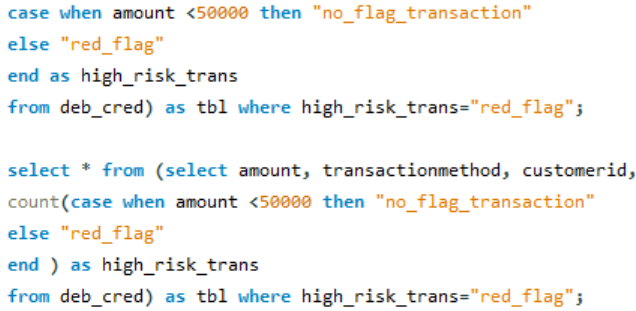 case when amount <50000 then "no_flag_transaction"
else "red_flag"
end as high_risk_trans
from deb_cred) as tbl where high_risk_trans="red_flag";
select * from (select amount, transactionmethod, customerid,
count(case when amount <50000 then "no_flag_transaction"
else "red_flag"
end ) as high_risk_trans
from deb_cred) as tbl where high_risk_trans="red_flag";